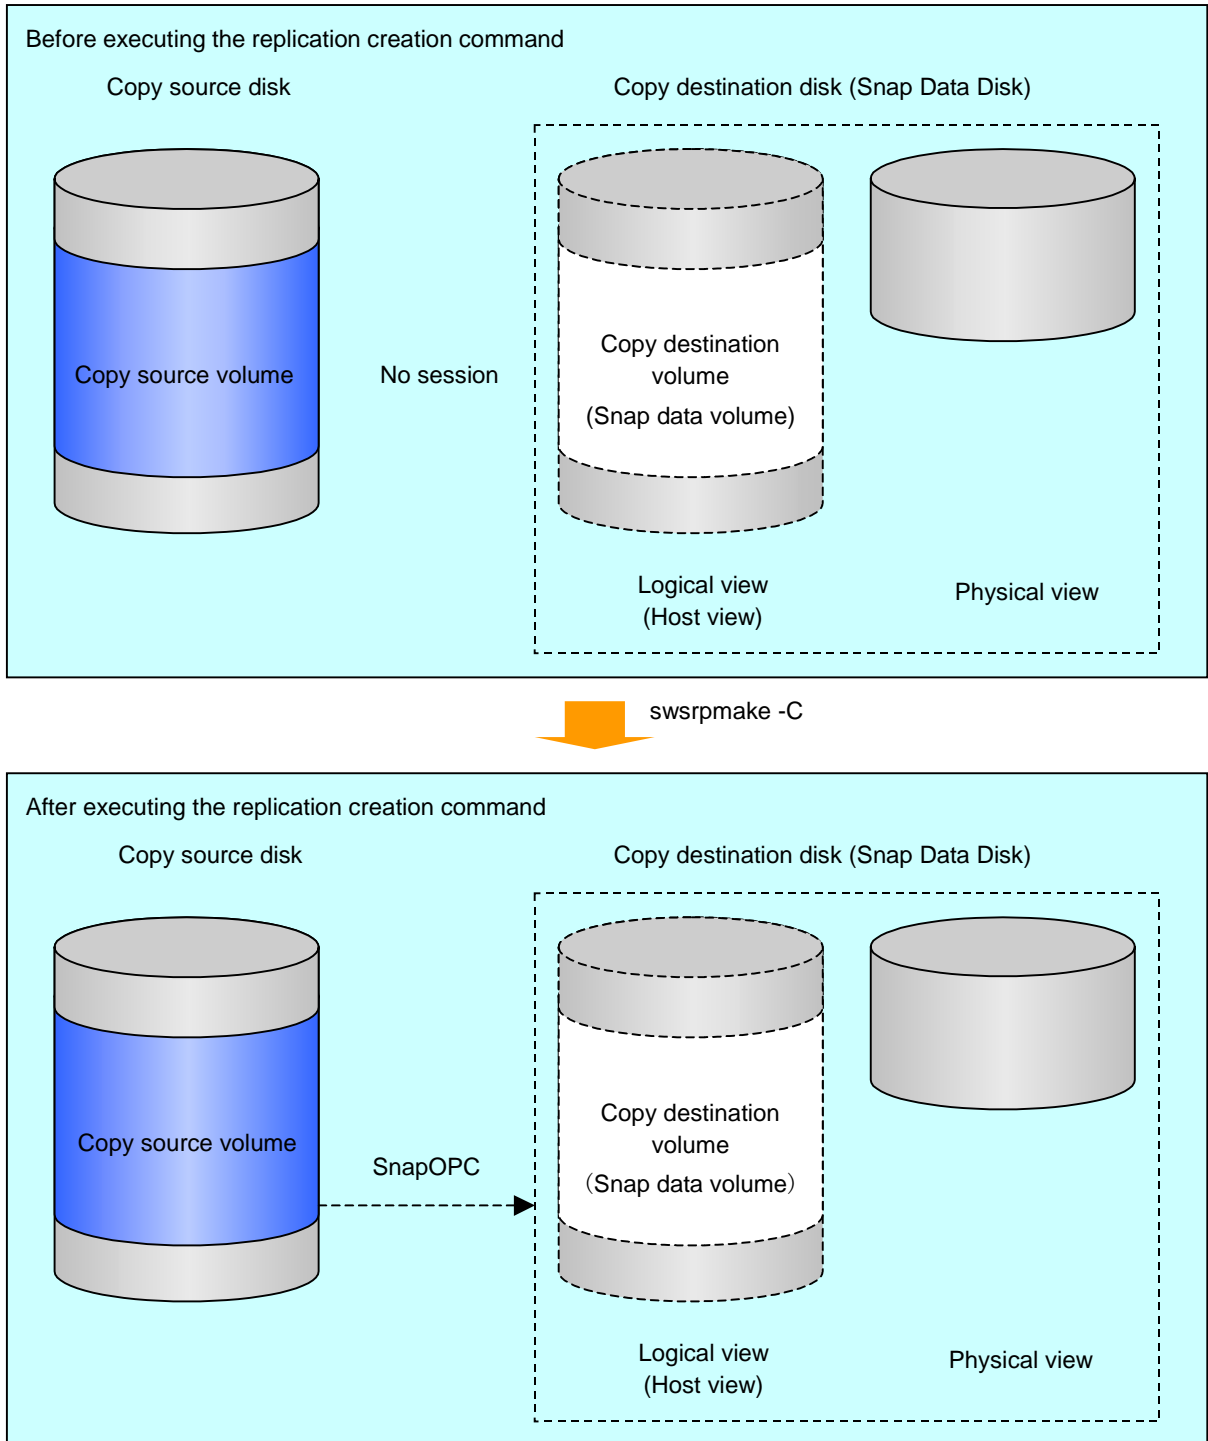 Before executing the replication creation command
Copy source disk
Copy destination disk (Snap Data Disk)
Copy source volume
No session
Copy destination
volume
(Snap data volume)
Logical view
(Host view)
Physical view
swsrpmake -C
After executing the replication creation command
Copy source disk
Copy destination disk (Snap Data Disk)
Copy source volume
SnapOPC
Copy destination
volume
（Snap data volume）
Logical view
(Host view)
Physical view